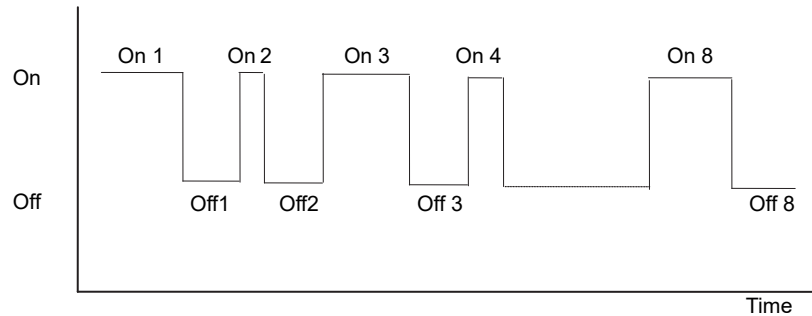 On 1 On 2 On 3 On 4 On 8
On
Off
Off1 Off2 Off 3 Off 8
Time